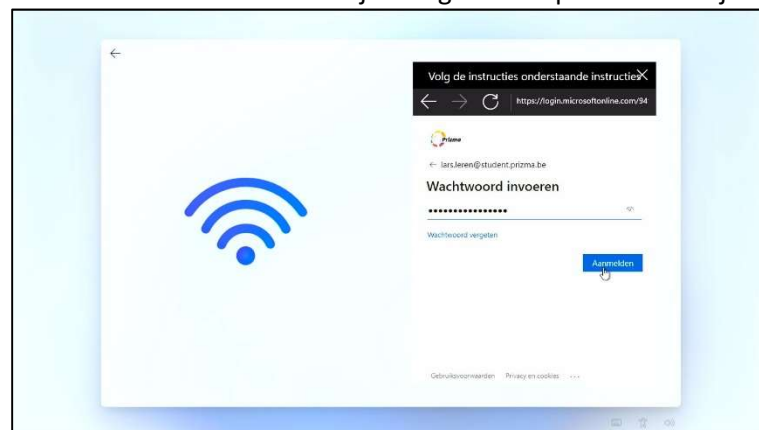 Volg de instructies onderstaande instructies
https://login.microsoftonline.com/94
Prizma
← lars.leren@student.prizma.be
Wachtwoord invoeren
••••••••••••••••
Wachtwoord vergeten
Aanmelden
Gebruiksvoorwaarden Privacy en cookies ...